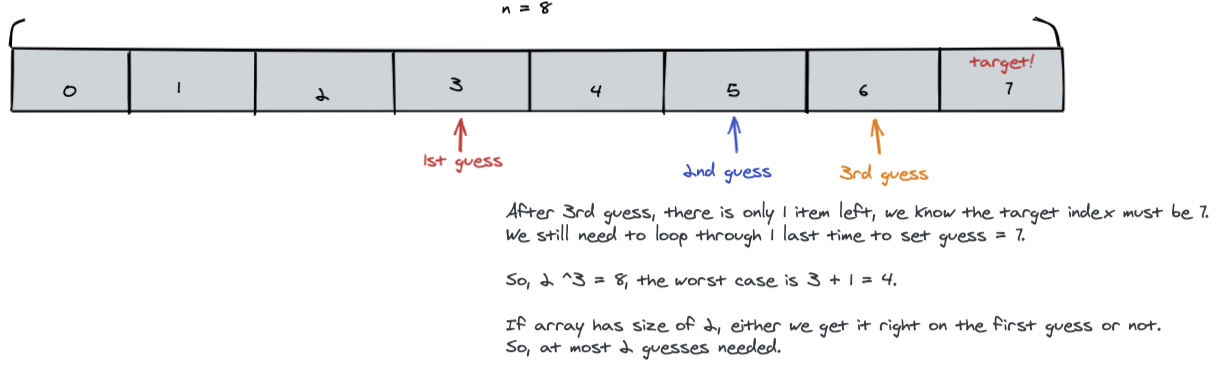 n = 8
target!
0 1 2 3 4 5 6 7
1st guess
2nd guess
3rd guess
After 3rd guess, there is only 1 item left, we know the target index must be 7.
We still need to loop through 1 last time to set guess = 7.
So, 2 ^3 = 8, the worst case is 3 + 1 = 4.
If array has size of 2, either we get it right on the first guess or not.
So, at most 2 guesses needed.